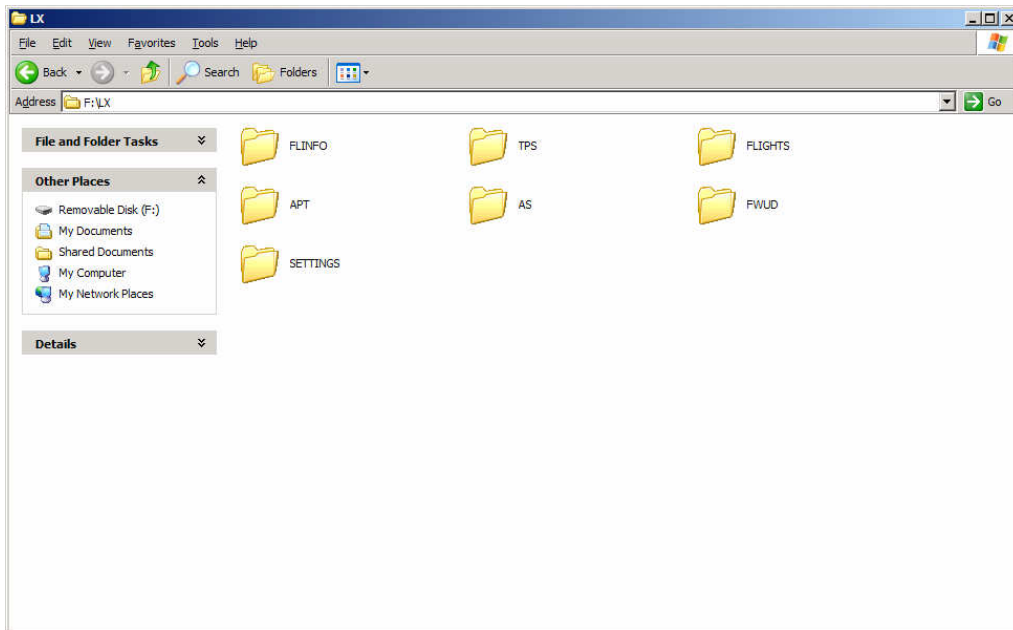 LX
File Edit View Favorites Tools Help
Back Search Folders
Address F:\LX Go
File and Folder Tasks
Other Places
Removable Disk (F:)
My Documents
Shared Documents
My Computer
My Network Places
Details
FLINFO TPS FLIGHTS
APT AS FWUD
SETTINGS